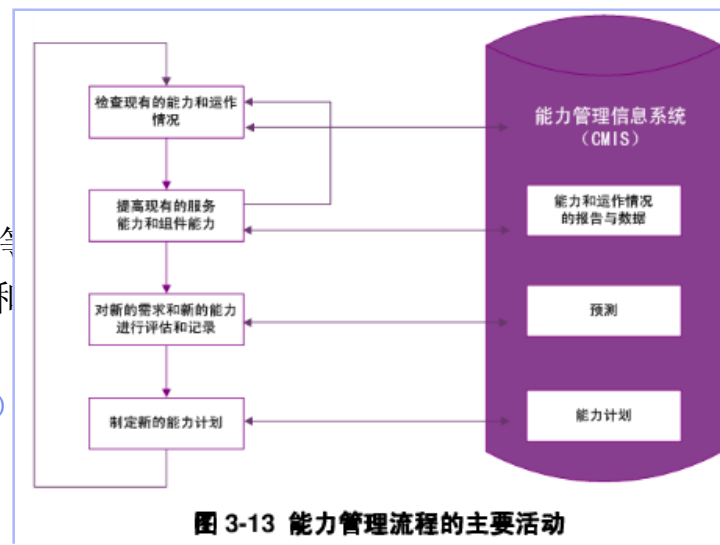 检查现有的能力和运作
情况
提高现有的服务
能力和组件能力
对新的需求和新的能力
进行评估和记录
制定新的能力计划
能力管理信息系统
（CMIS）
能力和运作情况
的报告与数据
预测
能力计划
图 3-13 能力管理流程的主要活动